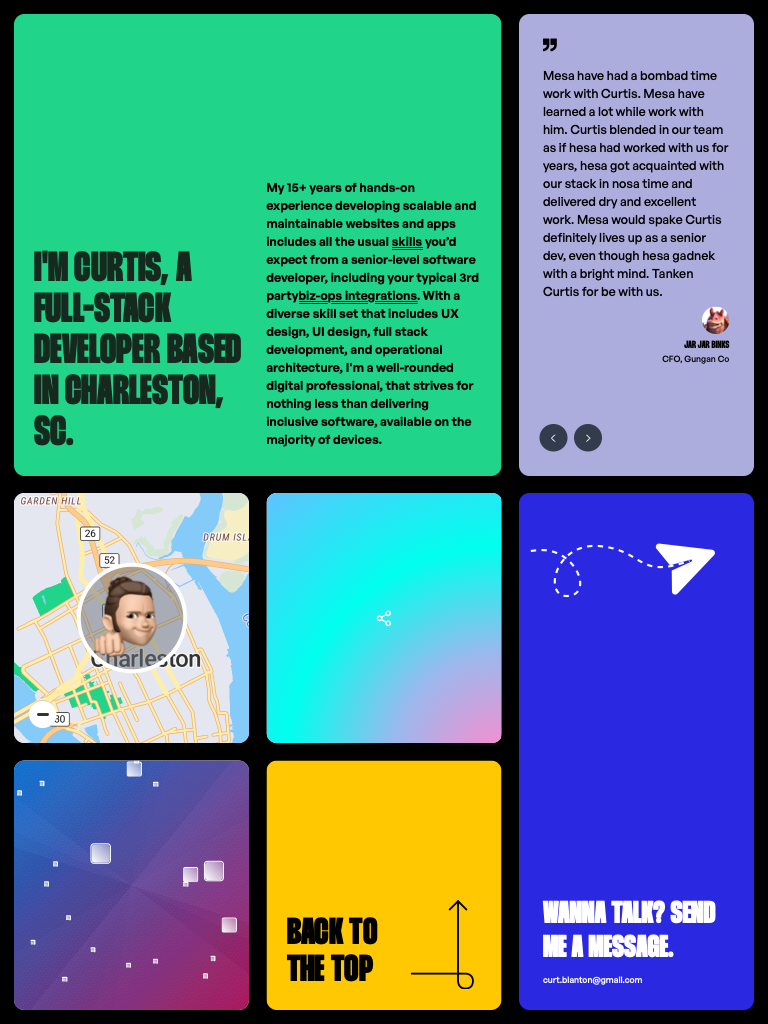 I'M CURTIS, A
FULL-STACK
DEVELOPER BASED
IN CHARLESTON,
SC.
My 15+ years of hands-on
experience developing scalable and
maintainable websites and apps
includes all the usual skills you'd
expect from a senior-level software
developer, including your typical 3rd
partybiz-ops integrations. With a
diverse skill set that includes UX
design, UI design, full stack
development, and operational
architecture, I'm a well-rounded
digital professional, that strives for
nothing less than delivering
inclusive software, available on the
majority of devices.
”
Mesa have had a bombad time
work with Curtis. Mesa have
learned a lot while work with
him. Curtis blended in our team
as if hesa had worked with us for
years, hesa got acquainted with
our stack in nosa time and
delivered dry and excellent
work. Mesa would spake Curtis
definitely lives up as a senior
dev, even though hesa gadnek
with a bright mind. Tanken
Curtis for be with us.
JAR JAR BINKS
CFO, Gungan Co
GARDEN HILL
26
DRUM ISL
52
Charleston
30
BACK TO
THE TOP
WANNA TALK? SEND
ME A MESSAGE.
curt.blanton@gmail.com